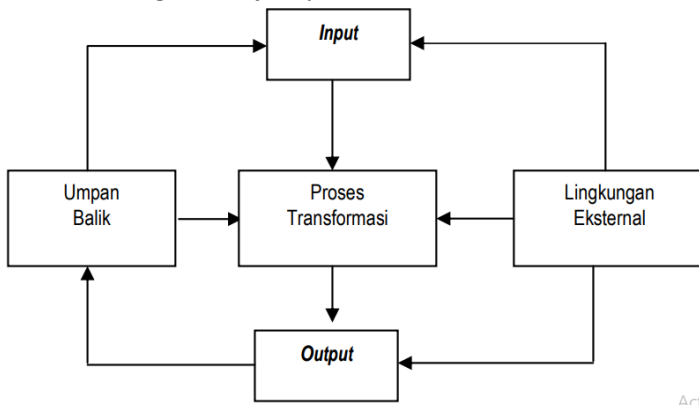 Input
Umpan
Balik
Proses
Transformasi
Lingkungan
Eksternal
Output